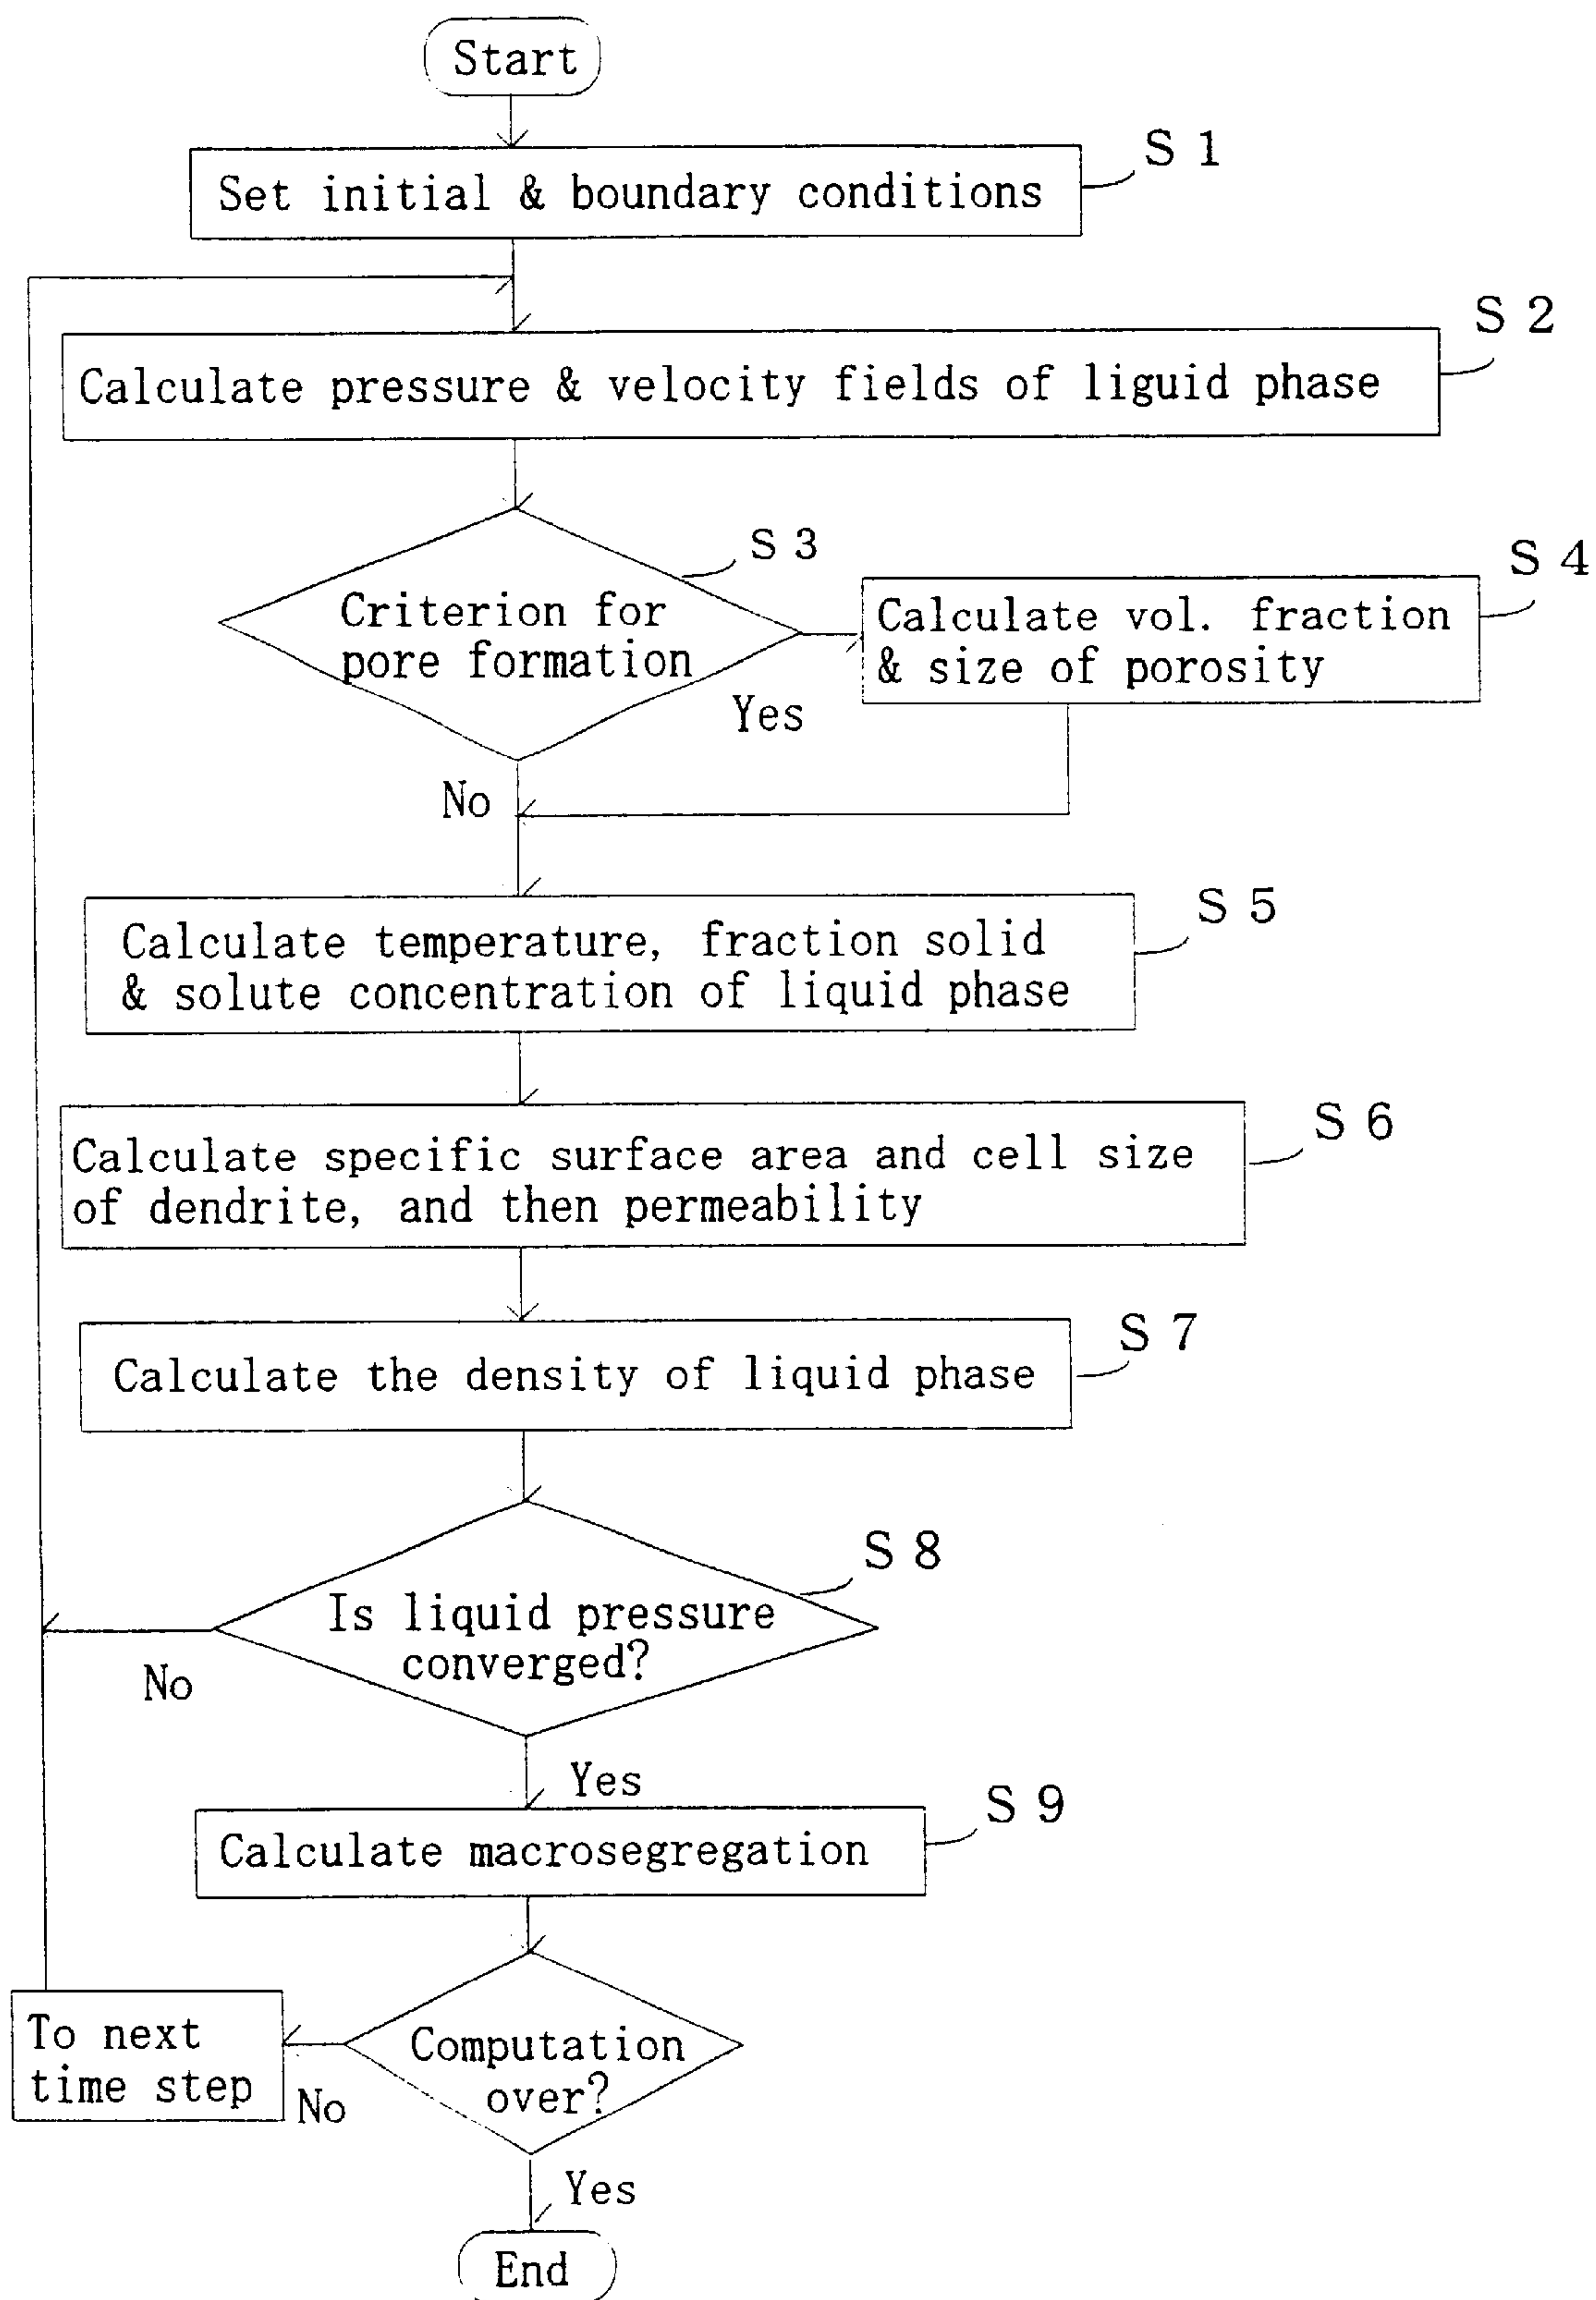 Start
S 1
Set initial & boundary conditions
S 2
Calculate pressure & velocity fields of liguid phase
S 3
Criterion for
pore formation
Yes
No
S 4
Calculate vol. fraction
& size of porosity
S 5
Calculate temperature, fraction solid
& solute concentration of liquid phase
S 6
Calculate specific surface area and cell size
of dendrite, and then permeability
S 7
Calculate the density of liquid phase
S 8
Is liquid pressure
converged?
No
Yes
S 9
Calculate macrosegregation
Computation
over?
To next
time step
No
Yes
End